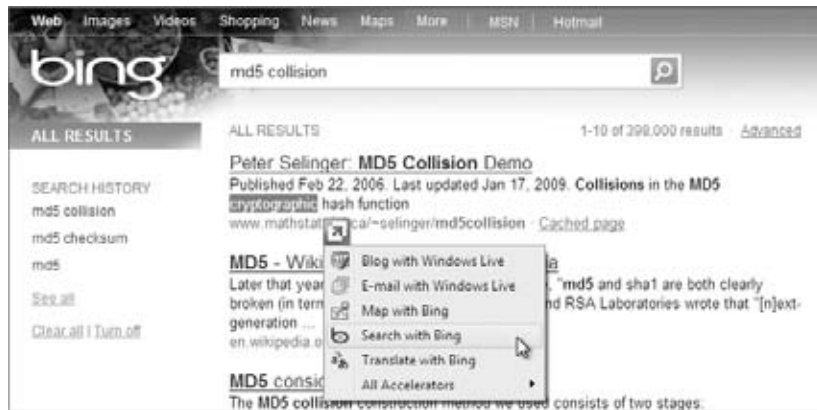 Web Images Videos Shopping News Maps More | MSN | Hotmail
bing
md5 collision
ALL RESULTS
ALL RESULTS 1-10 of 398,000 results · Advanced
SEARCH HISTORY
md5 collision
md5 checksum
md5
See all
Clear all | Turn off
Peter Selinger: MD5 Collision Demo
Published Feb 22, 2006. Last updated Jan 17, 2009. Collisions in the MD5
cryptographic hash function
www.mathstat ca/~selinger/md5collision · Cached page
MD5 - Wiki a
Later that year , "md5 and sha1 are both clearly
broken (in term nd RSA Laboratories wrote that "[n]ext-
generation ...
en.wikipedia.o
MD5 consid
The MD5 collision construction method we used consists of two stages:
Blog with Windows Live
E-mail with Windows Live
Map with Bing
Search with Bing
Translate with Bing
All Accelerators